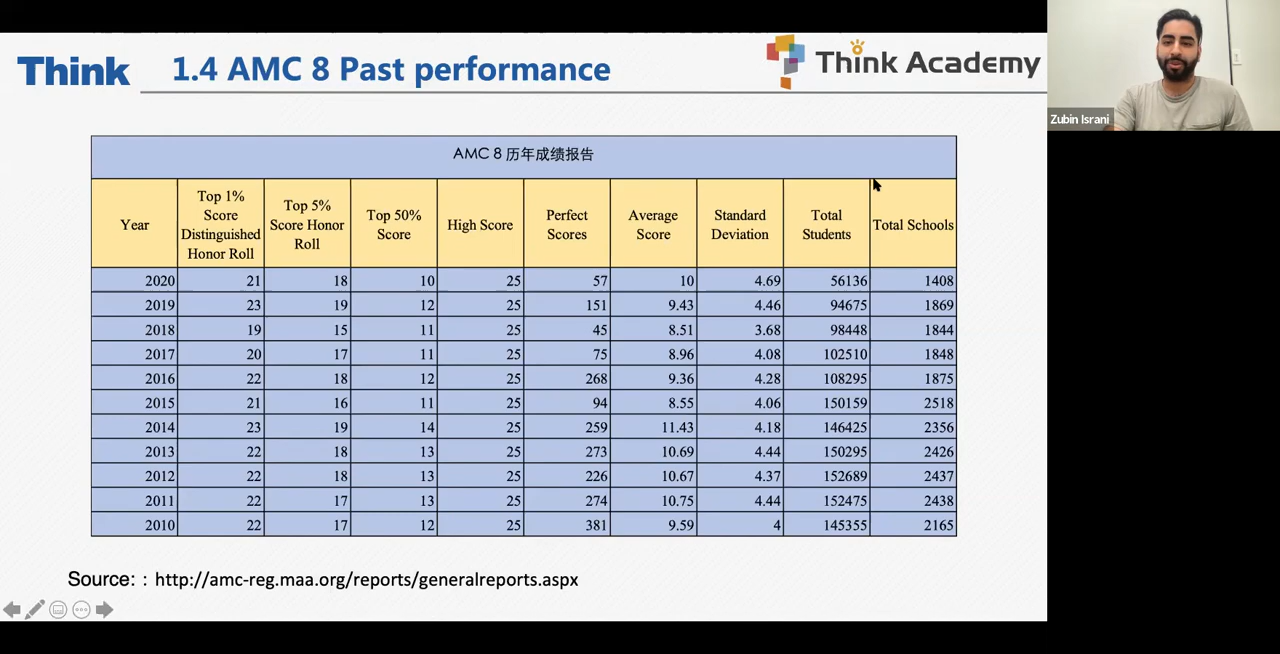 Think
1.4 AMC 8 Past performance
Think Academy
Zubin Israni
AMC 8 历年成绩报告
Year Top 1% Score Distinguished Honor Roll Top 5% Score Honor Roll Top 50% Score High Score Perfect Scores Average Score Standard Deviation Total Students Total Schools
2020 21 18 10 25 57 10 4.69 56136 1408
2019 23 19 12 25 151 9.43 4.46 94675 1869
2018 19 15 11 25 45 8.51 3.68 98448 1844
2017 20 17 11 25 75 8.96 4.08 102510 1848
2016 22 18 12 25 268 9.36 4.28 108295 1875
2015 21 16 11 25 94 8.55 4.06 150159 2518
2014 23 19 14 25 259 11.43 4.18 146425 2356
2013 22 18 13 25 273 10.69 4.44 150295 2426
2012 22 18 13 25 226 10.67 4.37 152689 2437
2011 22 17 13 25 274 10.75 4.44 152475 2438
2010 22 17 12 25 381 9.59 4 145355 2165
Source: : http://amc-reg.maa.org/reports/generalreports.aspx